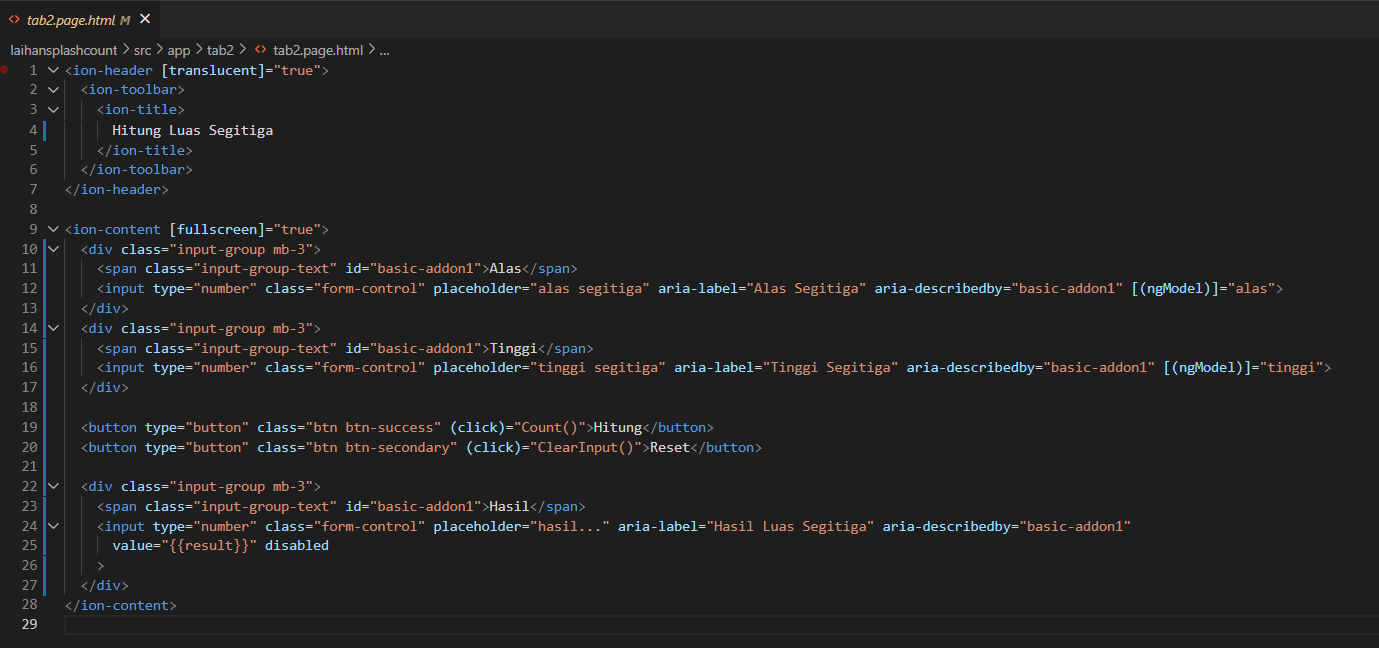 tab2.page.html M
laihansplashcount > src > app > tab2 > tab2.page.html > ...
1 <ion-header [translucent]="true">
2 <ion-toolbar>
3 <ion-title>
4 Hitung Luas Segitiga
5 </ion-title>
6 </ion-toolbar>
7 </ion-header>
8
9 <ion-content [fullscreen]="true">
10 <div class="input-group mb-3">
11 <span class="input-group-text" id="basic-addon1">Alas</span>
12 <input type="number" class="form-control" placeholder="alas segitiga" aria-label="Alas Segitiga" aria-describedby="basic-addon1" [(ngModel)]="alas">
13 </div>
14 <div class="input-group mb-3">
15 <span class="input-group-text" id="basic-addon1">Tinggi</span>
16 <input type="number" class="form-control" placeholder="tinggi segitiga" aria-label="Tinggi Segitiga" aria-describedby="basic-addon1" [(ngModel)]="tinggi">
17 </div>
18
19 <button type="button" class="btn btn-success" (click)="Count()">Hitung</button>
20 <button type="button" class="btn btn-secondary" (click)="ClearInput()">Reset</button>
21
22 <div class="input-group mb-3">
23 <span class="input-group-text" id="basic-addon1">Hasil</span>
24 <input type="number" class="form-control" placeholder="hasil..." aria-label="Hasil Luas Segitiga" aria-describedby="basic-addon1"
25 value="{{result}}" disabled
26 >
27 </div>
28 </ion-content>
29